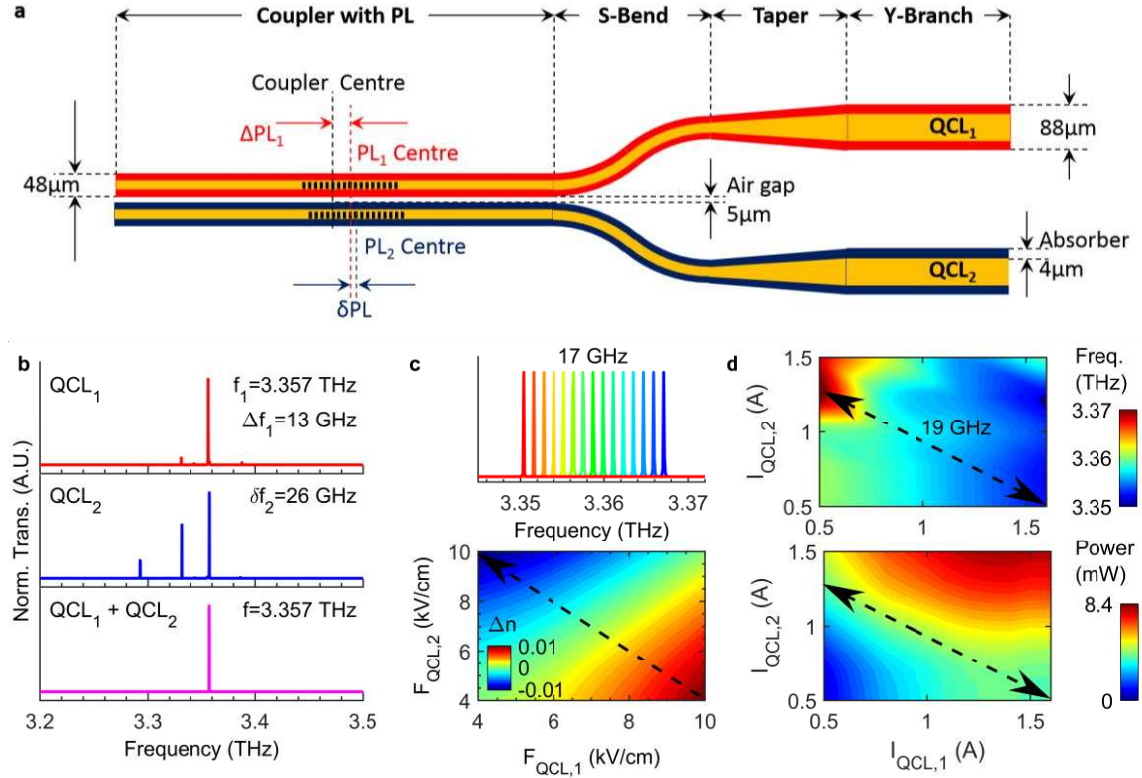 a
Coupler with PL
S-Bend
Taper
Y-Branch
Coupler Centre
ΔPL1
PL1 Centre
48μm
QCL1
88μm
Air gap
5μm
PL2 Centre
δPL
QCL2
Absorber
4μm
b
QCL1
f1=3.357 THz
Δf1=13 GHz
QCL2
δf2=26 GHz
QCL1 + QCL2
f=3.357 THz
Norm. Trans. (A.U.)
3.2 3.3 3.4 3.5
Frequency (THz)
c
17 GHz
3.35 3.36 3.37
Frequency (THz)
10
8
6
4
FQCL,2 (kV/cm)
Δn
0.01
0
-0.01
4 6 8 10
FQCL,1 (kV/cm)
d
1.5
1
0.5
IQCL,2 (A)
19 GHz
0.5 1 1.5
Freq.
(THz)
3.37
3.36
3.35
1.5
1
0.5
IQCL,2 (A)
0.5 1 1.5
IQCL,1 (A)
Power
(mW)
8.4
0